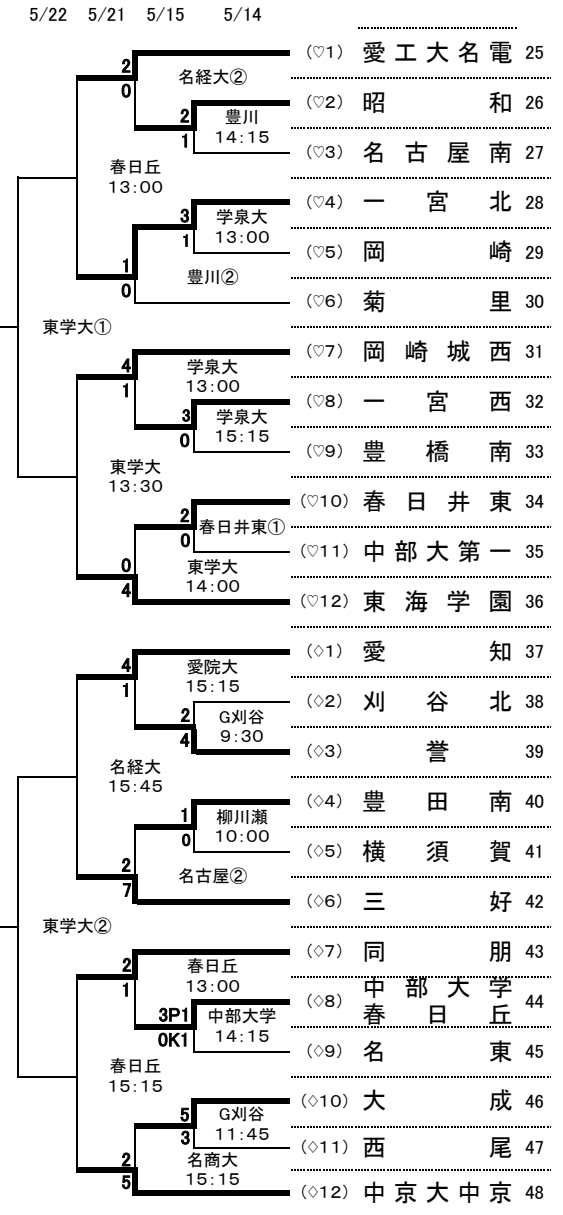 5/22 5/21 5/15 5/14
(♡1) 愛工大名電 25
2
名経大②
0
(♡2) 昭和 26
2
豊川
14:15
1
(♡3) 名古屋南 27
春日丘
13:00
(♡4) 一宮北 28
3
学泉大
13:00
1
(♡5) 岡崎 29
1
豊川②
0
(♡6) 菊里 30
東学大①
(♡7) 岡崎城西 31
4
学泉大
13:00
1
(♡8) 一宮西 32
3
学泉大
15:15
0
(♡9) 豊橋南 33
東学大
13:30
(♡10) 春日井東 34
2
春日井東①
0
(♡11) 中部大第一 35
0
東学大
14:00
4
(♡12) 東海学園 36
(◇1) 愛知 37
4
愛院大
15:15
1
(◇2) 刈谷北 38
2
G刈谷
9:30
4
(◇3) 誉 39
名経大
15:45
(◇4) 豊田南 40
1
柳川瀬
10:00
0
(◇5) 横須賀 41
2
名古屋②
7
(◇6) 三好 42
東学大②
(◇7) 同朋 43
2
春日丘
13:00
1
(◇8) 中部大学
春日丘 44
3P1
中部大学
14:15
0K1
(◇9) 名東 45
春日丘
15:15
(◇10) 大成 46
5
G刈谷
11:45
3
(◇11) 西尾 47
2
名商大
15:15
5
(◇12) 中京大中京 48